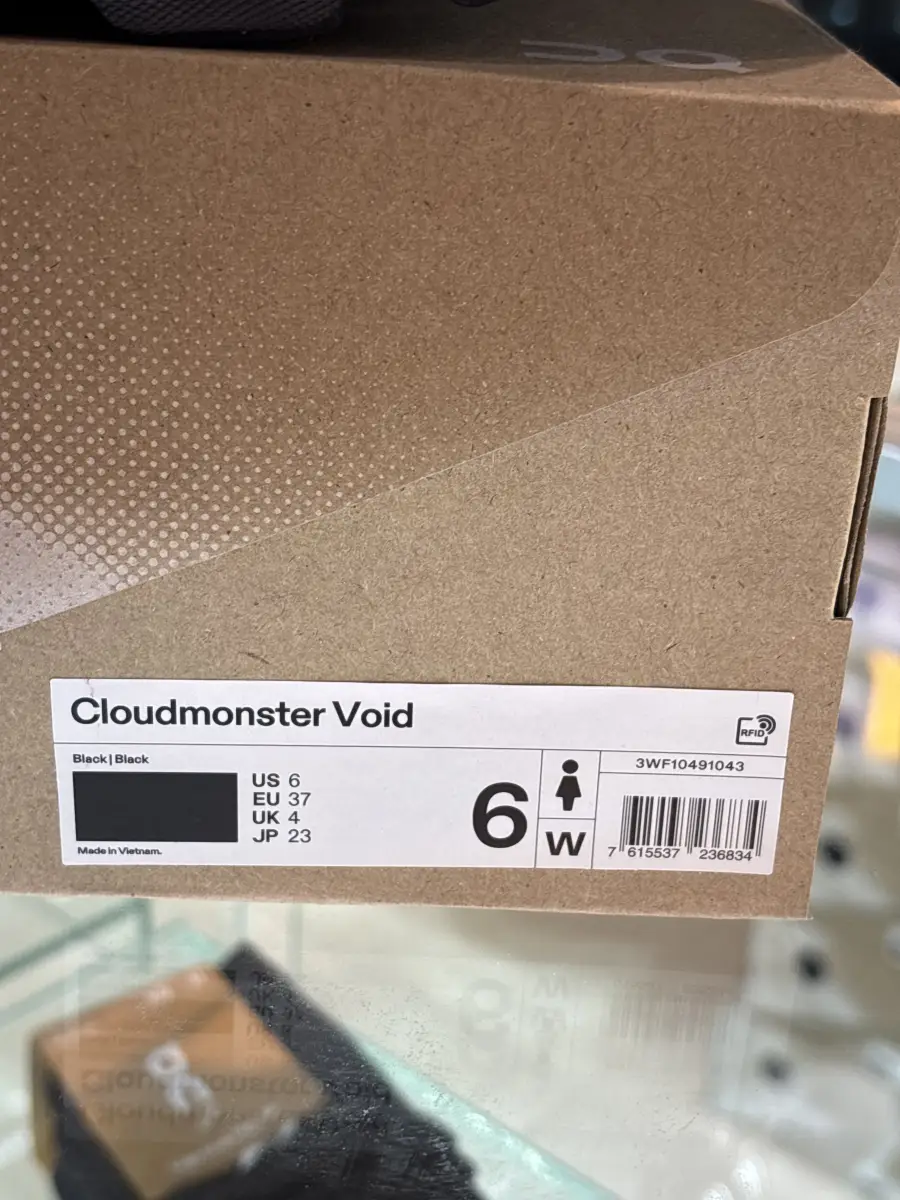 Cloudmonster Void
RFID
Black | Black
US 6
EU 37
UK 4
JP 23
Made in Vietnam.
6
W
3WF10491043
7 615537 236834